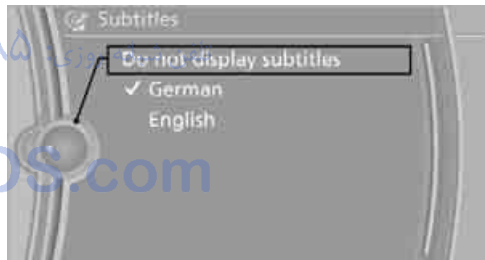 Subtitles
Do not display subtitles
✓ German
English
OS.com